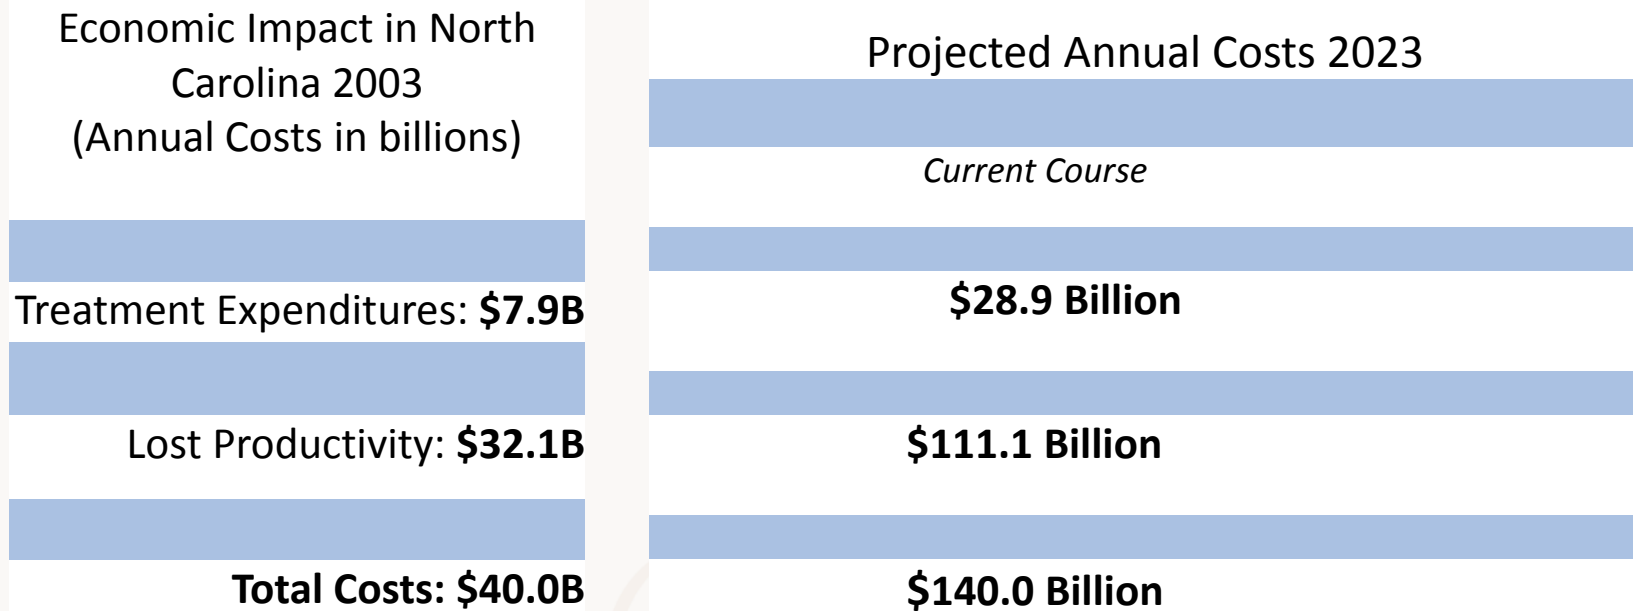 Economic Impact in North
Carolina 2003
(Annual Costs in billions)
Treatment Expenditures: $7.9B
Lost Productivity: $32.1B
Total Costs: $40.0B
Projected Annual Costs 2023
Current Course
$28.9 Billion
$111.1 Billion
$140.0 Billion